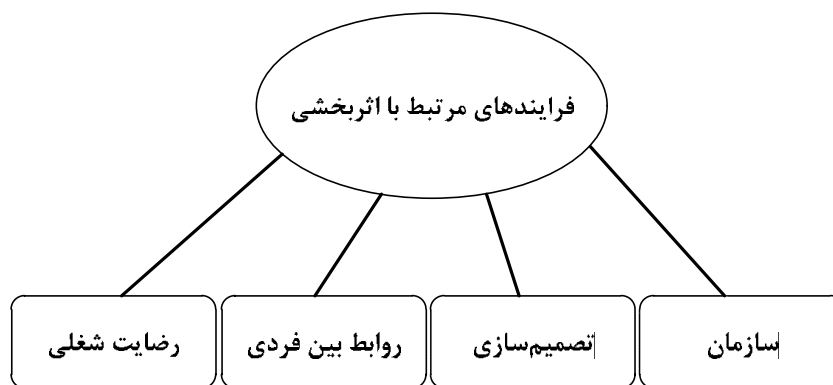 فرایندهای مرتبط با اثربخشی
سازمان
تصمیم‌سازی
روابط بین فردی
رضایت شغلی